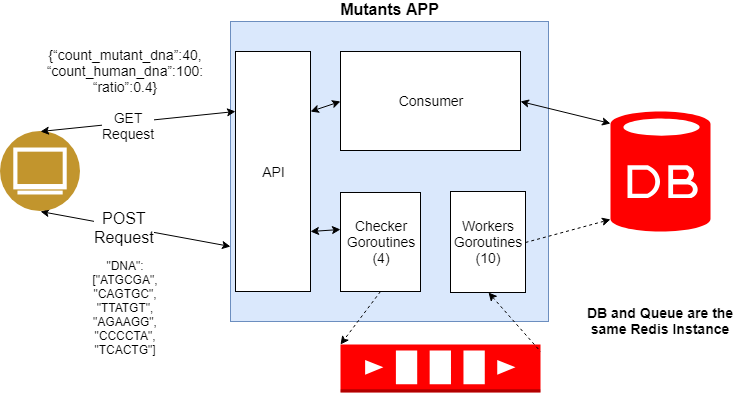 Mutants APP
{“count_mutant_dna”:40,
“count_human_dna”:100:
“ratio”:0.4}
GET
Request
API
Consumer
DB
POST
Request
Checker
Goroutines
(4)
Workers
Goroutines
(10)
"DNA":
["ATGCGA",
"CAGTGC",
"TTATGT",
"AGAAGG",
"CCCCTA",
"TCACTG"]
DB and Queue are the
same Redis Instance